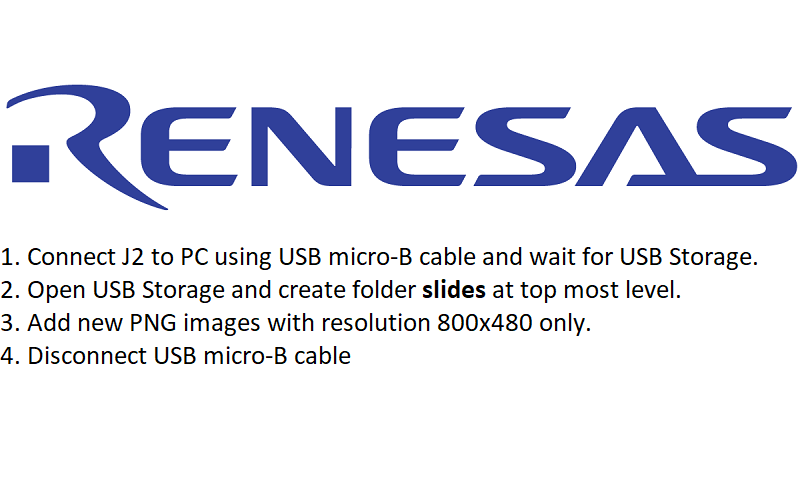 RENESAS
1. Connect J2 to PC using USB micro-B cable and wait for USB Storage.
2. Open USB Storage and create folder slides at top most level.
3. Add new PNG images with resolution 800x480 only.
4. Disconnect USB micro-B cable